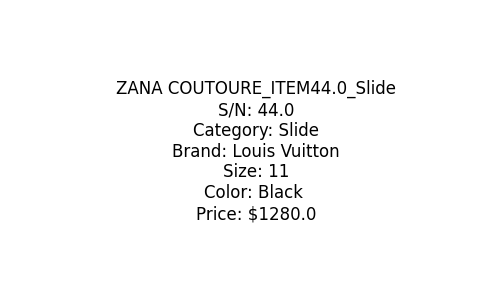 ZANA COUTOURE_ITEM44.0_Slide
S/N: 44.0
Category: Slide
Brand: Louis Vuitton
Size: 11
Color: Black
Price: $1280.0